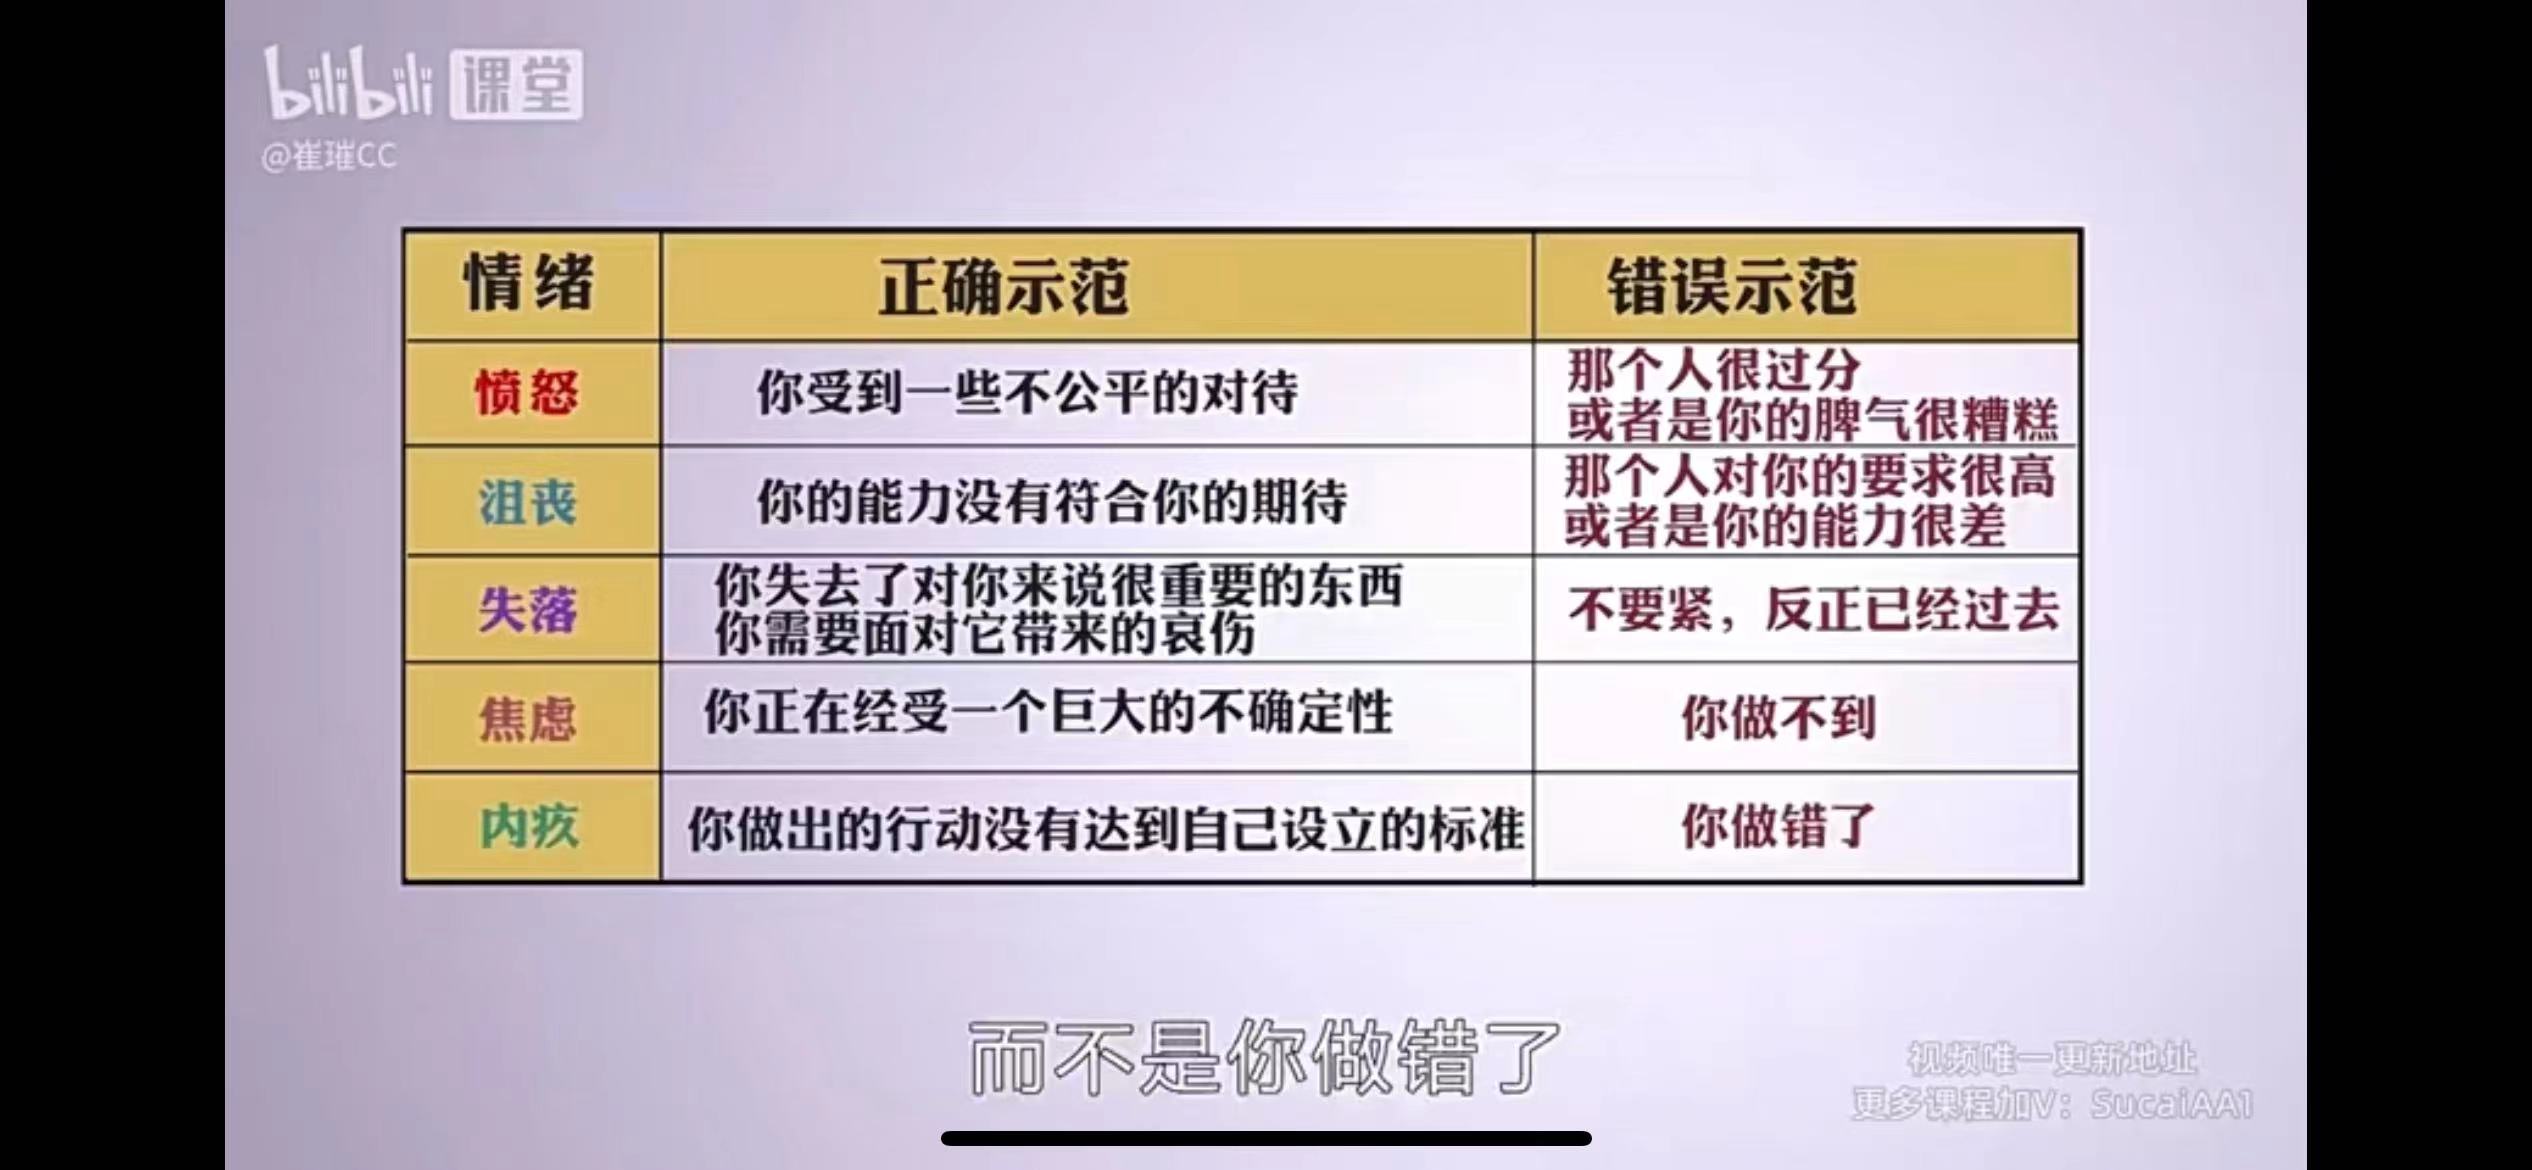 bilibili 课堂
@崔璀CC
情绪 正确示范 错误示范
愤怒 你受到一些不公平的对待 那个人很过分
或者是你的脾气很糟糕
沮丧 你的能力没有符合你的期待 那个人对你的要求很高
或者是你的能力很差
失落 你失去了对你来说很重要的东西
你需要面对它带来的哀伤 不要紧，反正已经过去
焦虑 你正在经受一个巨大的不确定性 你做不到
内疚 你做出的行动没有达到自己设立的标准 你做错了
而不是你做错了
视频唯一更新地址
更多课程加V：SucaiAA1